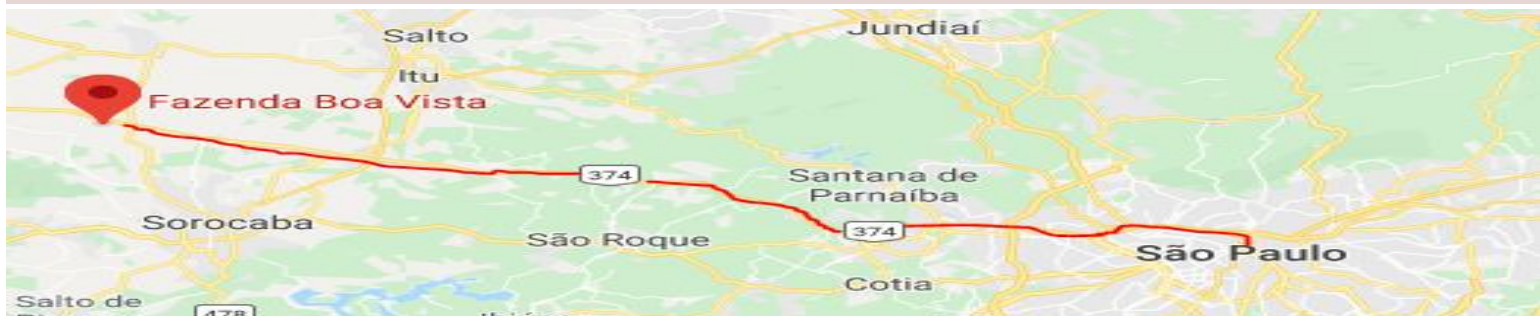 Salto
Jundiaí
Itu
Fazenda Boa Vista
374
Santana de
Parnaíba
Sorocaba
374
São Roque
São Paulo
Cotia
Salto de
478